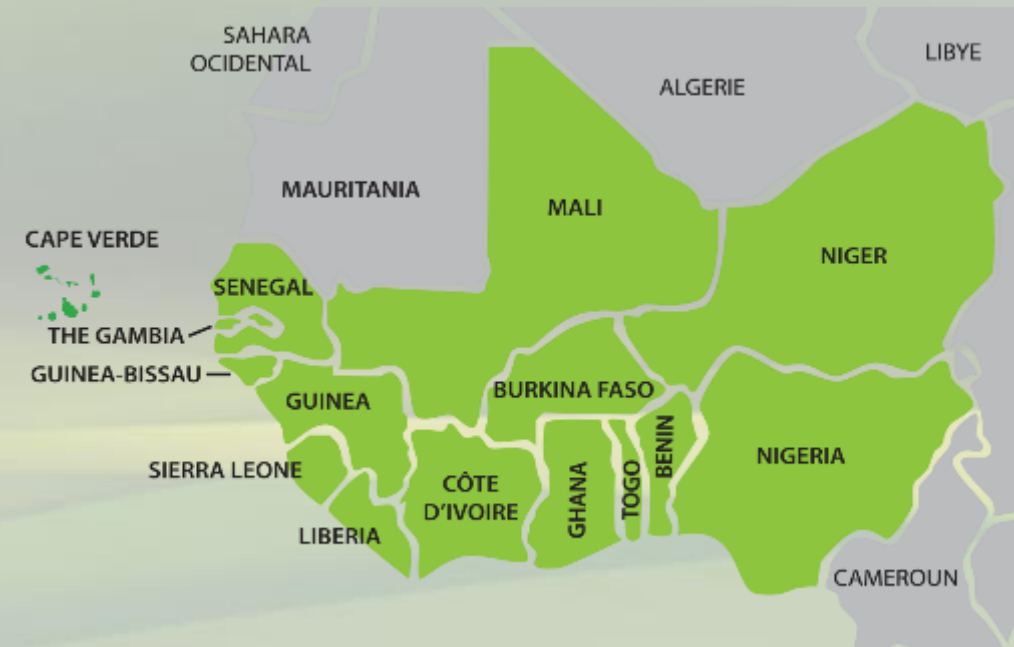 SAHARA
OCIDENTAL
LIBYE
ALGERIE
MAURITANIA
MALI
CAPE VERDE
NIGER
SENEGAL
THE GAMBIA
GUINEA-BISSAU
BURKINA FASO
GUINEA
BENIN
NIGERIA
SIERRA LEONE
CÔTE
D'IVOIRE
GHANA
TOGO
LIBERIA
CAMEROUN